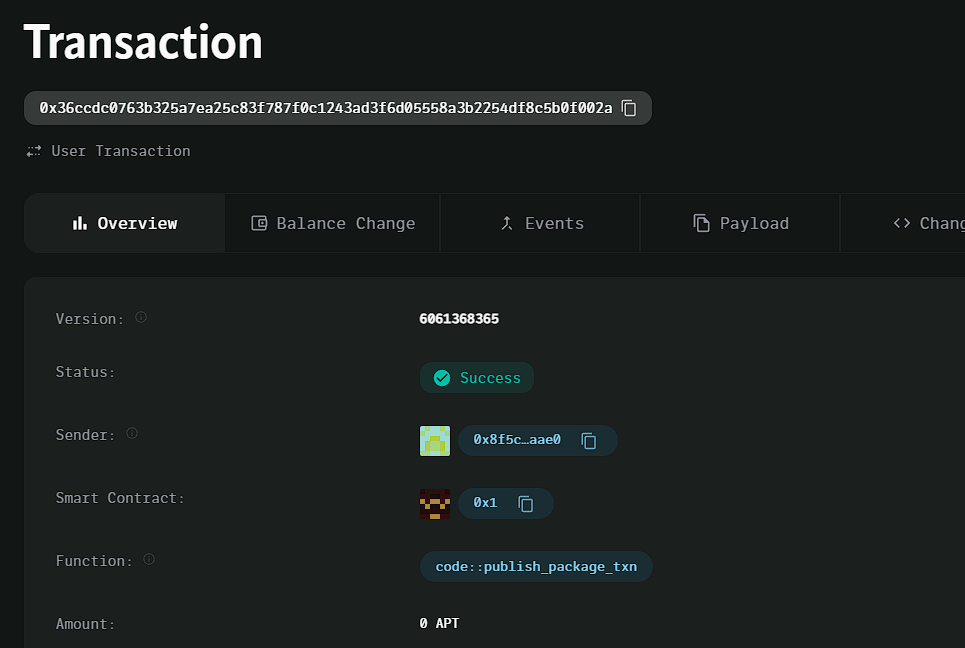 Transaction
0x36ccdc0763b325a7ea25c83f787f0c1243ad3f6d05558a3b2254df8c5b0f002a
User Transaction
Overview Balance Change Events Payload Chang
Version: 6061368365
Status: Success
Sender: 0x8f5c…aae0
Smart Contract: 0x1
Function: code::publish_package_txn
Amount: 0 APT